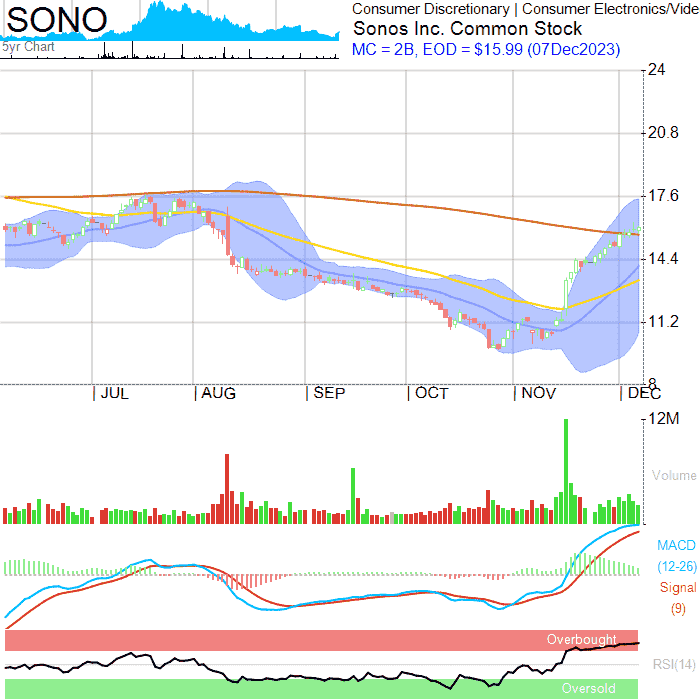 SONO
5yr Chart
Consumer Discretionary | Consumer Electronics/Vide
Sonos Inc. Common Stock
MC = 2B, EOD = $15.99 (07Dec2023)
24
20.8
17.6
14.4
11.2
8
JUL AUG SEP OCT NOV DEC
12M
Volume
MACD
(12-26)
Signal
(9)
Overbought
RSI(14)
Oversold